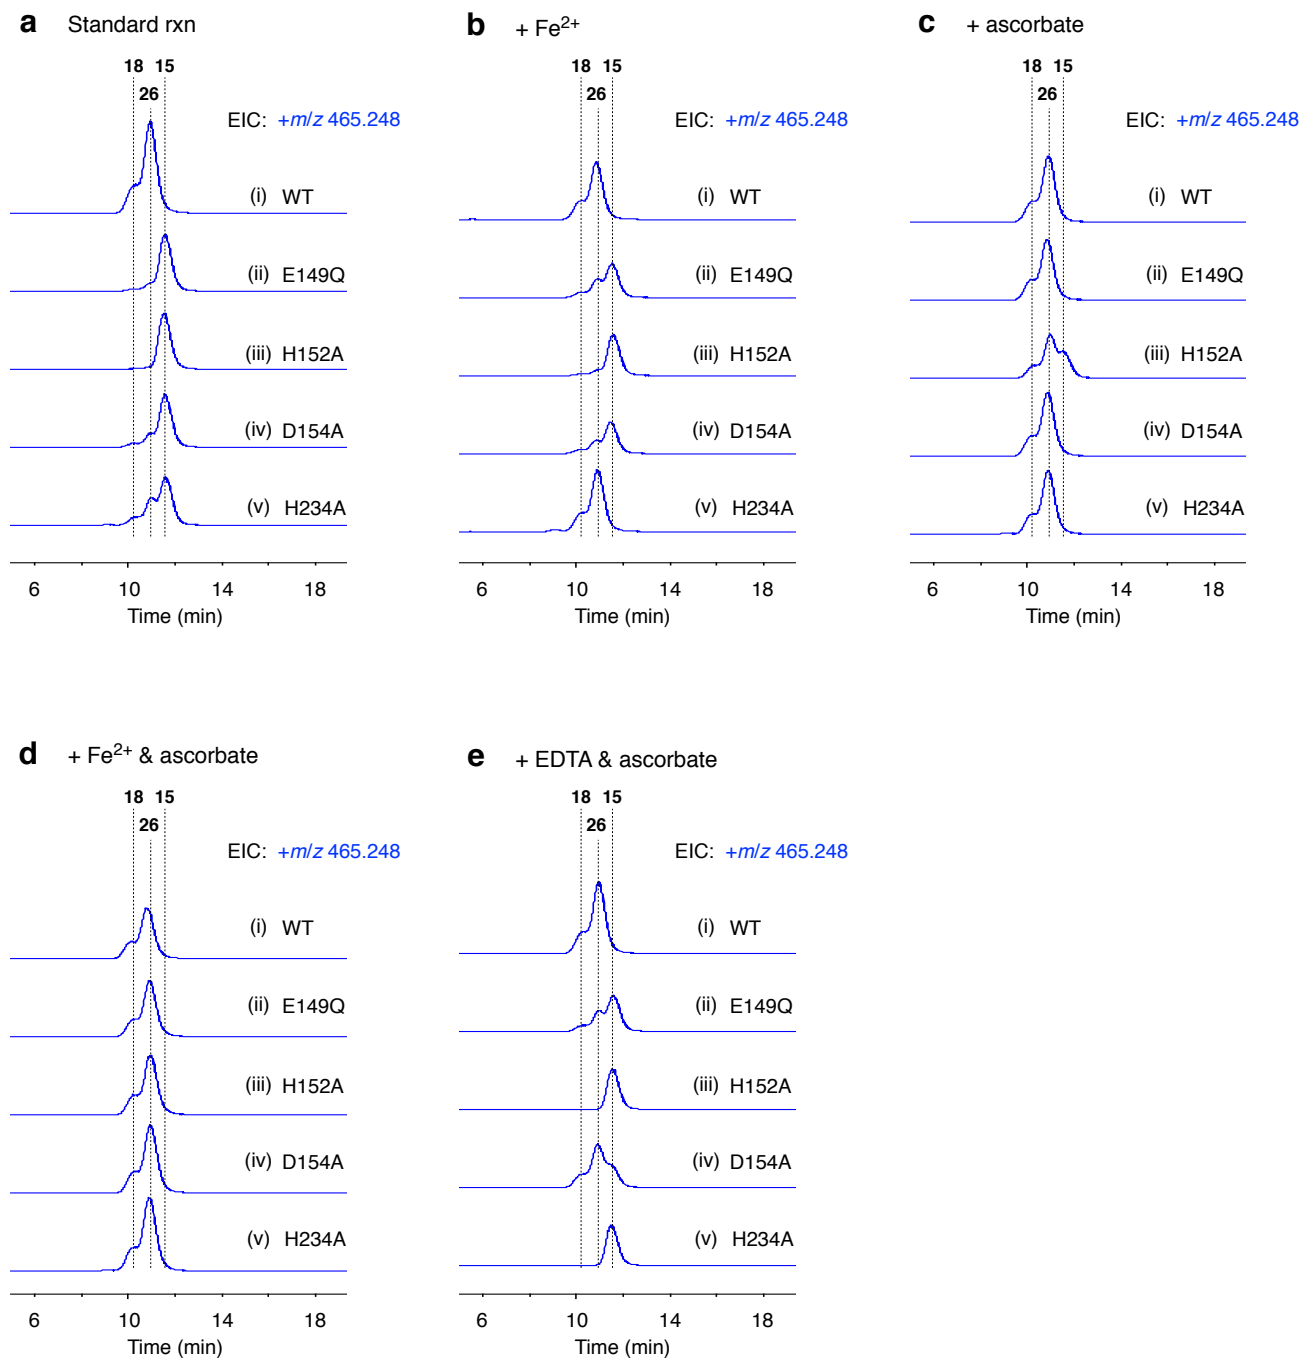 a Standard rxn
18 15
26
EIC: +m/z 465.248
(i) WT
(ii) E149Q
(iii) H152A
(iv) D154A
(v) H234A
6 10 14 18
Time (min)
b + Fe2+
18 15
26
EIC: +m/z 465.248
(i) WT
(ii) E149Q
(iii) H152A
(iv) D154A
(v) H234A
6 10 14 18
Time (min)
c + ascorbate
18 15
26
EIC: +m/z 465.248
(i) WT
(ii) E149Q
(iii) H152A
(iv) D154A
(v) H234A
6 10 14 18
Time (min)
d + Fe2+ & ascorbate
18 15
26
EIC: +m/z 465.248
(i) WT
(ii) E149Q
(iii) H152A
(iv) D154A
(v) H234A
6 10 14 18
Time (min)
e + EDTA & ascorbate
18 15
26
EIC: +m/z 465.248
(i) WT
(ii) E149Q
(iii) H152A
(iv) D154A
(v) H234A
6 10 14 18
Time (min)